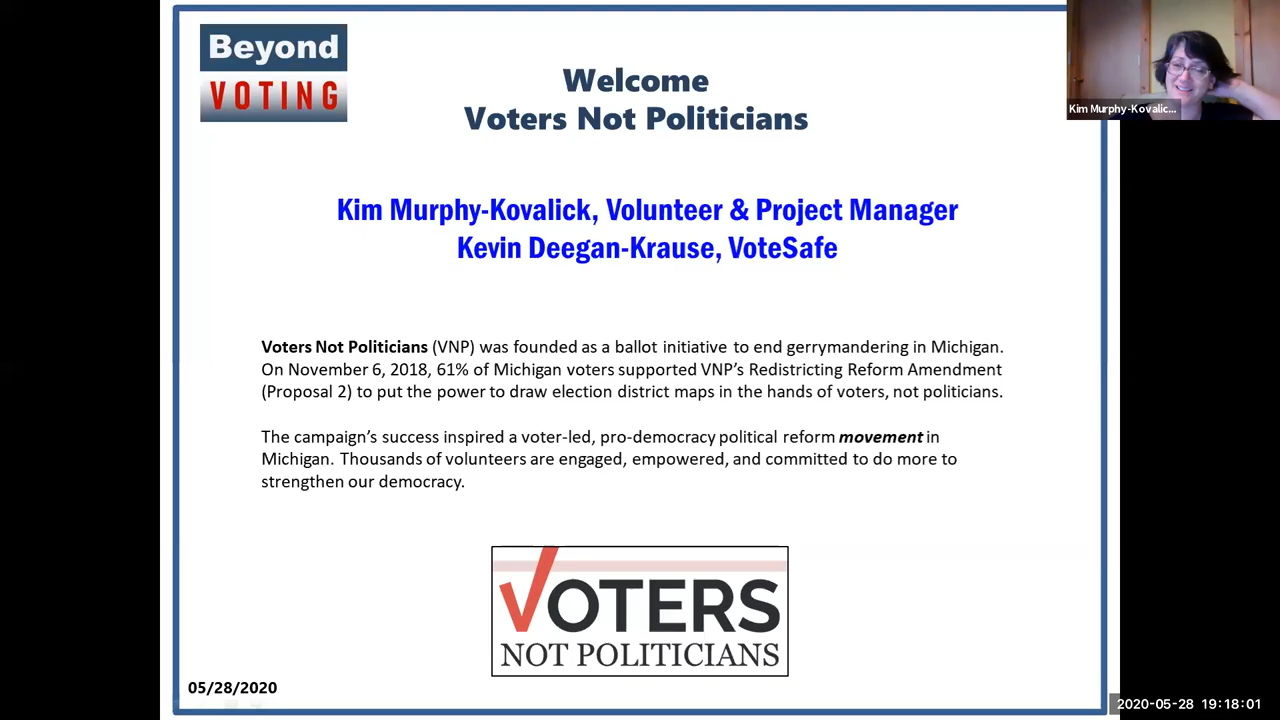 Beyond
VOTING
Welcome
Voters Not Politicians
Kim Murphy-Kovalic...
Kim Murphy-Kovalick, Volunteer & Project Manager
Kevin Deegan-Krause, VoteSafe
Voters Not Politicians (VNP) was founded as a ballot initiative to end gerrymandering in Michigan.
On November 6, 2018, 61% of Michigan voters supported VNP’s Redistricting Reform Amendment
(Proposal 2) to put the power to draw election district maps in the hands of voters, not politicians.
The campaign’s success inspired a voter-led, pro-democracy political reform movement in
Michigan. Thousands of volunteers are engaged, empowered, and committed to do more to
strengthen our democracy.
VOTERS
NOT POLITICIANS
05/28/2020
2020-05-28 19:18:01